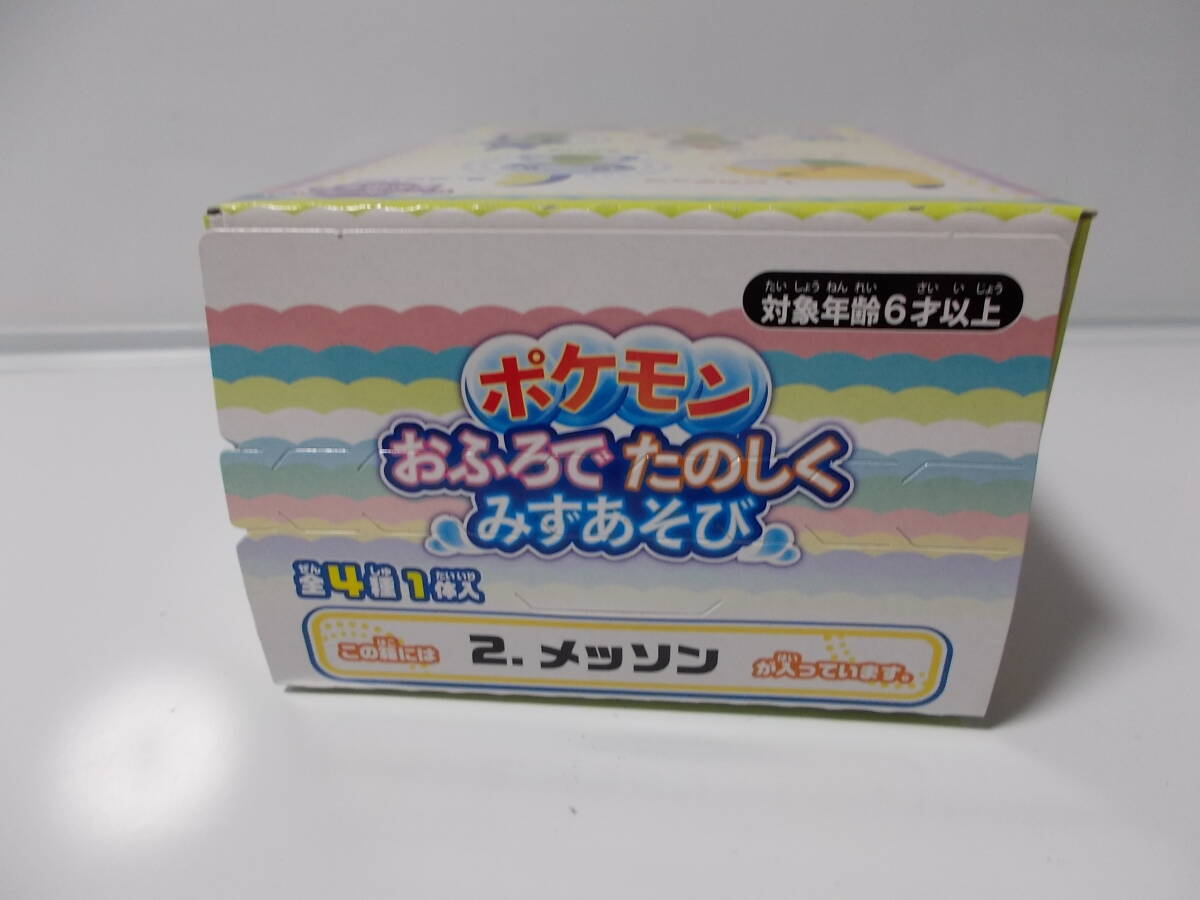 対象年齢6才以上
たいしょうねんれい ざいいじょう
ポケモン
おふろで たのしく
みずあそび
全4種1体入
ぜん しゅ たいいり
この箱には 2. メッソン が入っています。
はこ はい